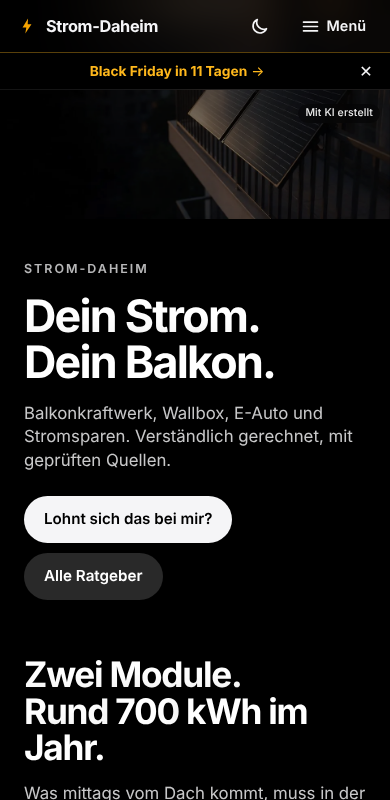 Strom-Daheim
Menü
Black Friday in 11 Tagen →
Mit KI erstellt
STROM-DAHEIM
Dein Strom.
Dein Balkon.
Balkonkraftwerk, Wallbox, E-Auto und
Stromsparen. Verständlich gerechnet, mit
geprüften Quellen.
Lohnt sich das bei mir?
Alle Ratgeber
Zwei Module.
Rund 700 kWh im
Jahr.
Was mittags vom Dach kommt, muss in der